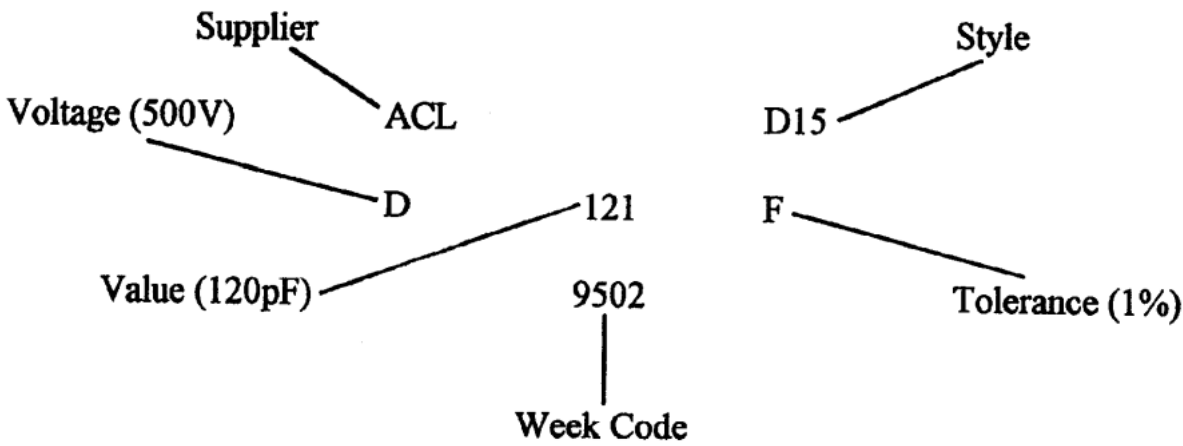 Supplier
Style
Voltage (500V)
ACL
D15
D
121
F
Value (120pF)
9502
Tolerance (1%)
Week Code